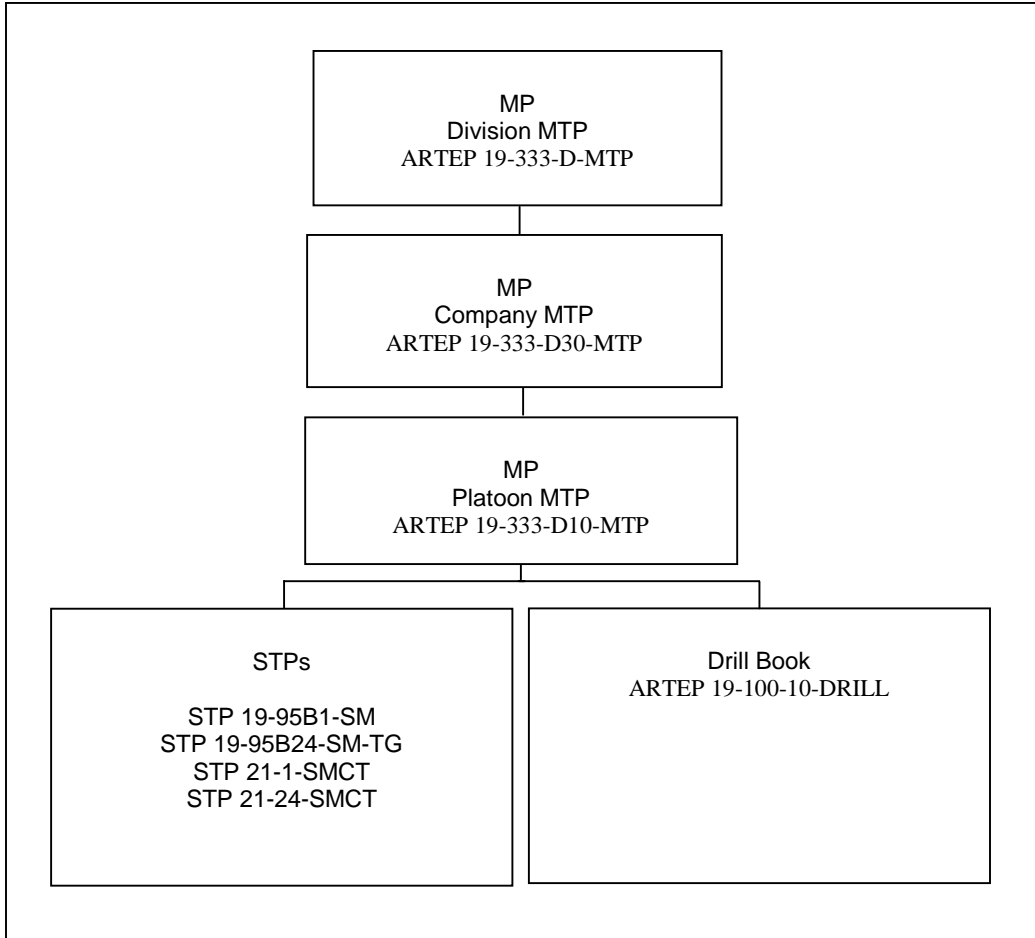 MP
Division MTP
ARTEP 19-333-D-MTP
MP
Company MTP
ARTEP 19-333-D30-MTP
MP
Platoon MTP
ARTEP 19-333-D10-MTP
STPs
STP 19-95B1-SM
STP 19-95B24-SM-TG
STP 21-1-SMCT
STP 21-24-SMCT
Drill Book
ARTEP 19-100-10-DRILL